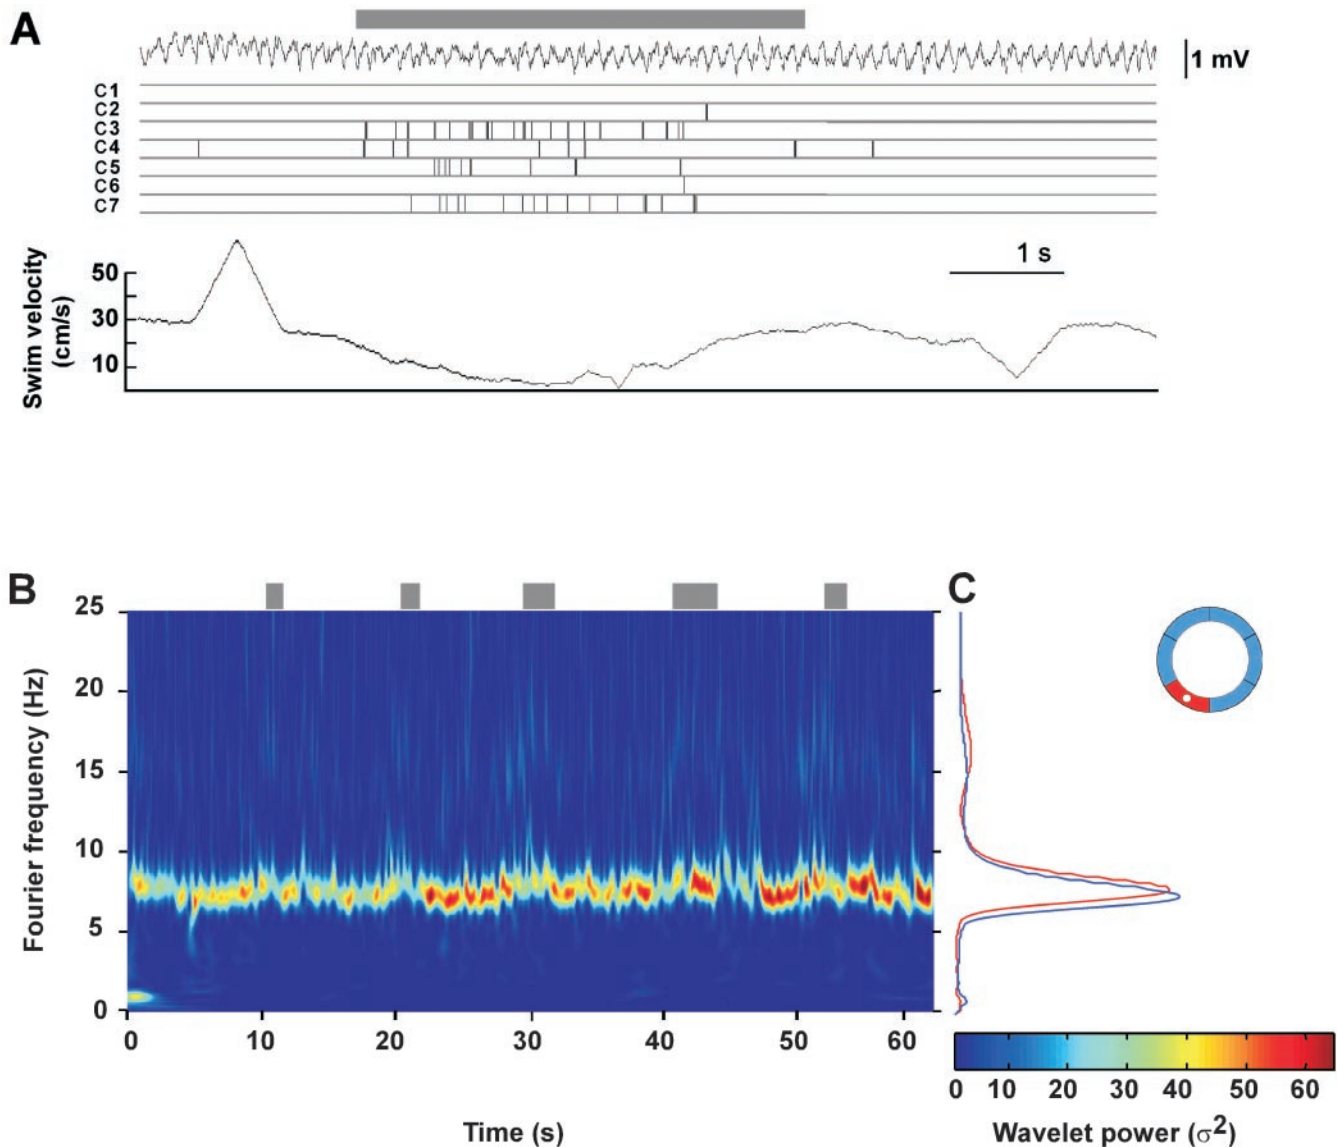 A
1 mV
C1
C2
C3
C4
C5
C6
C7
Swim velocity
(cm/s)
50
30
10
1 s
B
25
20
15
10
5
0
Fourier frequency (Hz)
0 10 20 30 40 50 60
Time (s)
C
0 10 20 30 40 50 60
Wavelet power (σ2)